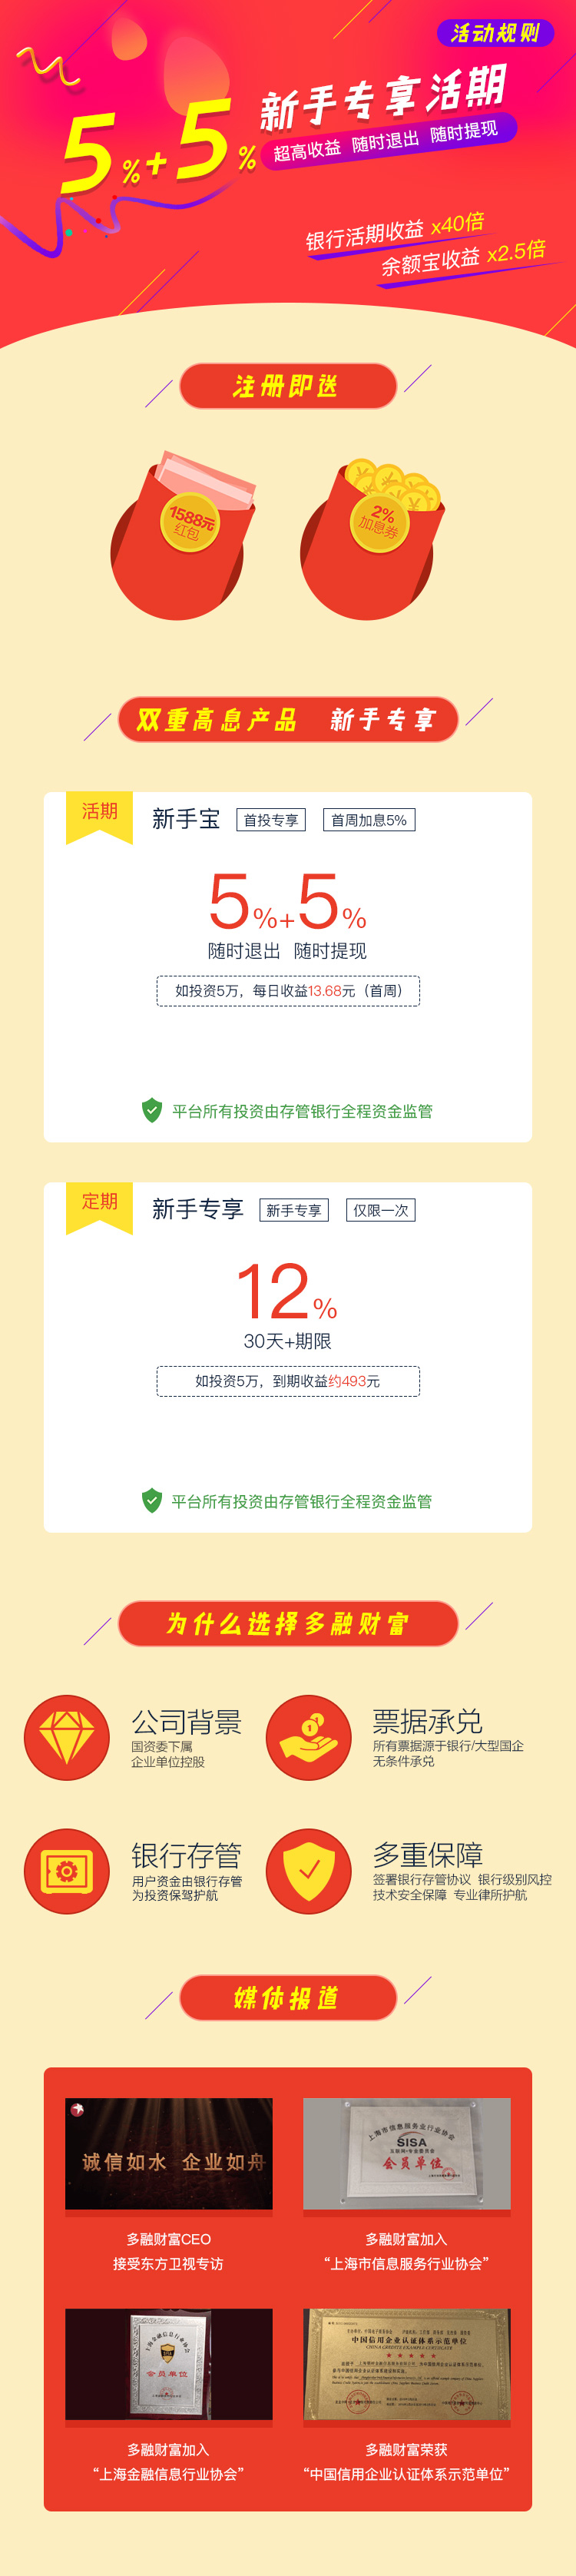 活动规则
新手专享活期
5%+5%
超高收益 随时退出 随时提现
银行活期收益 x40倍
余额宝收益 x2.5倍
注册即送
1588元
红包
2%
加息券
双重高息产品 新手专享
活期
新手宝 首投专享 首周加息5%
5%+5%
随时退出 随时提现
如投资5万，每日收益13.68元（首周）
平台所有投资由存管银行全程资金监管
定期
新手专享 新手专享 仅限一次
12%
30天+期限
如投资5万，到期收益约493元
平台所有投资由存管银行全程资金监管
为什么选择多融财富
公司背景
国资委下属
企业单位控股
票据承兑
所有票据源于银行/大型国企
无条件承兑
银行存管
用户资金由银行存管
为投资保驾护航
多重保障
签署银行存管协议 银行级别风控
技术安全保障 专业律所护航
媒体报道
诚信如水 企业如舟
上海市信息服务业行业协会
SISA
会员单位
多融财富CEO
接受东方卫视专访
多融财富加入
“上海市信息服务行业协会”
上海金融信息行业协会
会员单位
中国信用企业认证体系示范单位
CHINA CREDITS EXAMPLE CERTIFICATE
多融财富加入
“上海金融信息行业协会”
多融财富荣获
“中国信用企业认证体系示范单位”